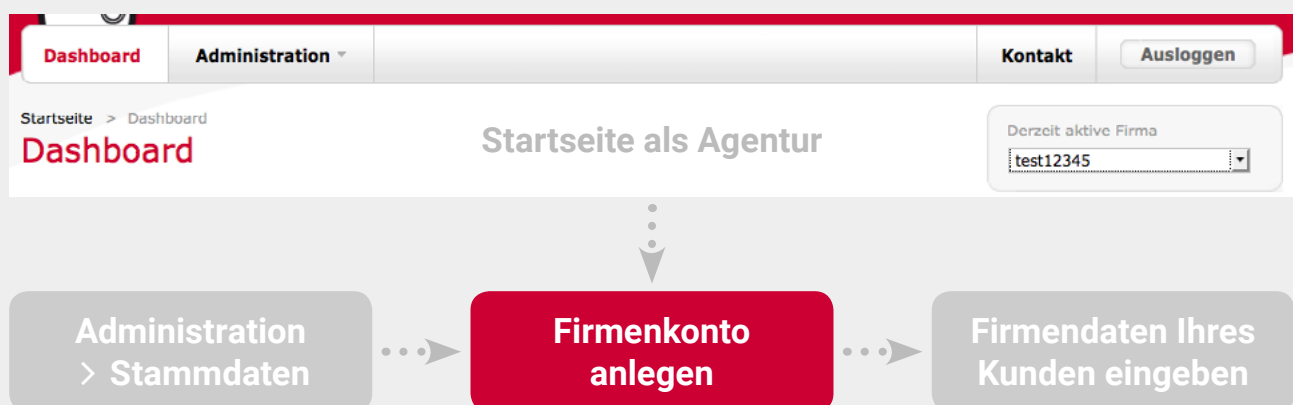 Dashboard Administration Kontakt Ausloggen
Startseite > Dashboard
Dashboard
Startseite als Agentur
Derzeit aktive Firma
test12345
Administration
> Stammdaten
Firmenkonto
anlegen
Firmendaten Ihres
Kunden eingeben